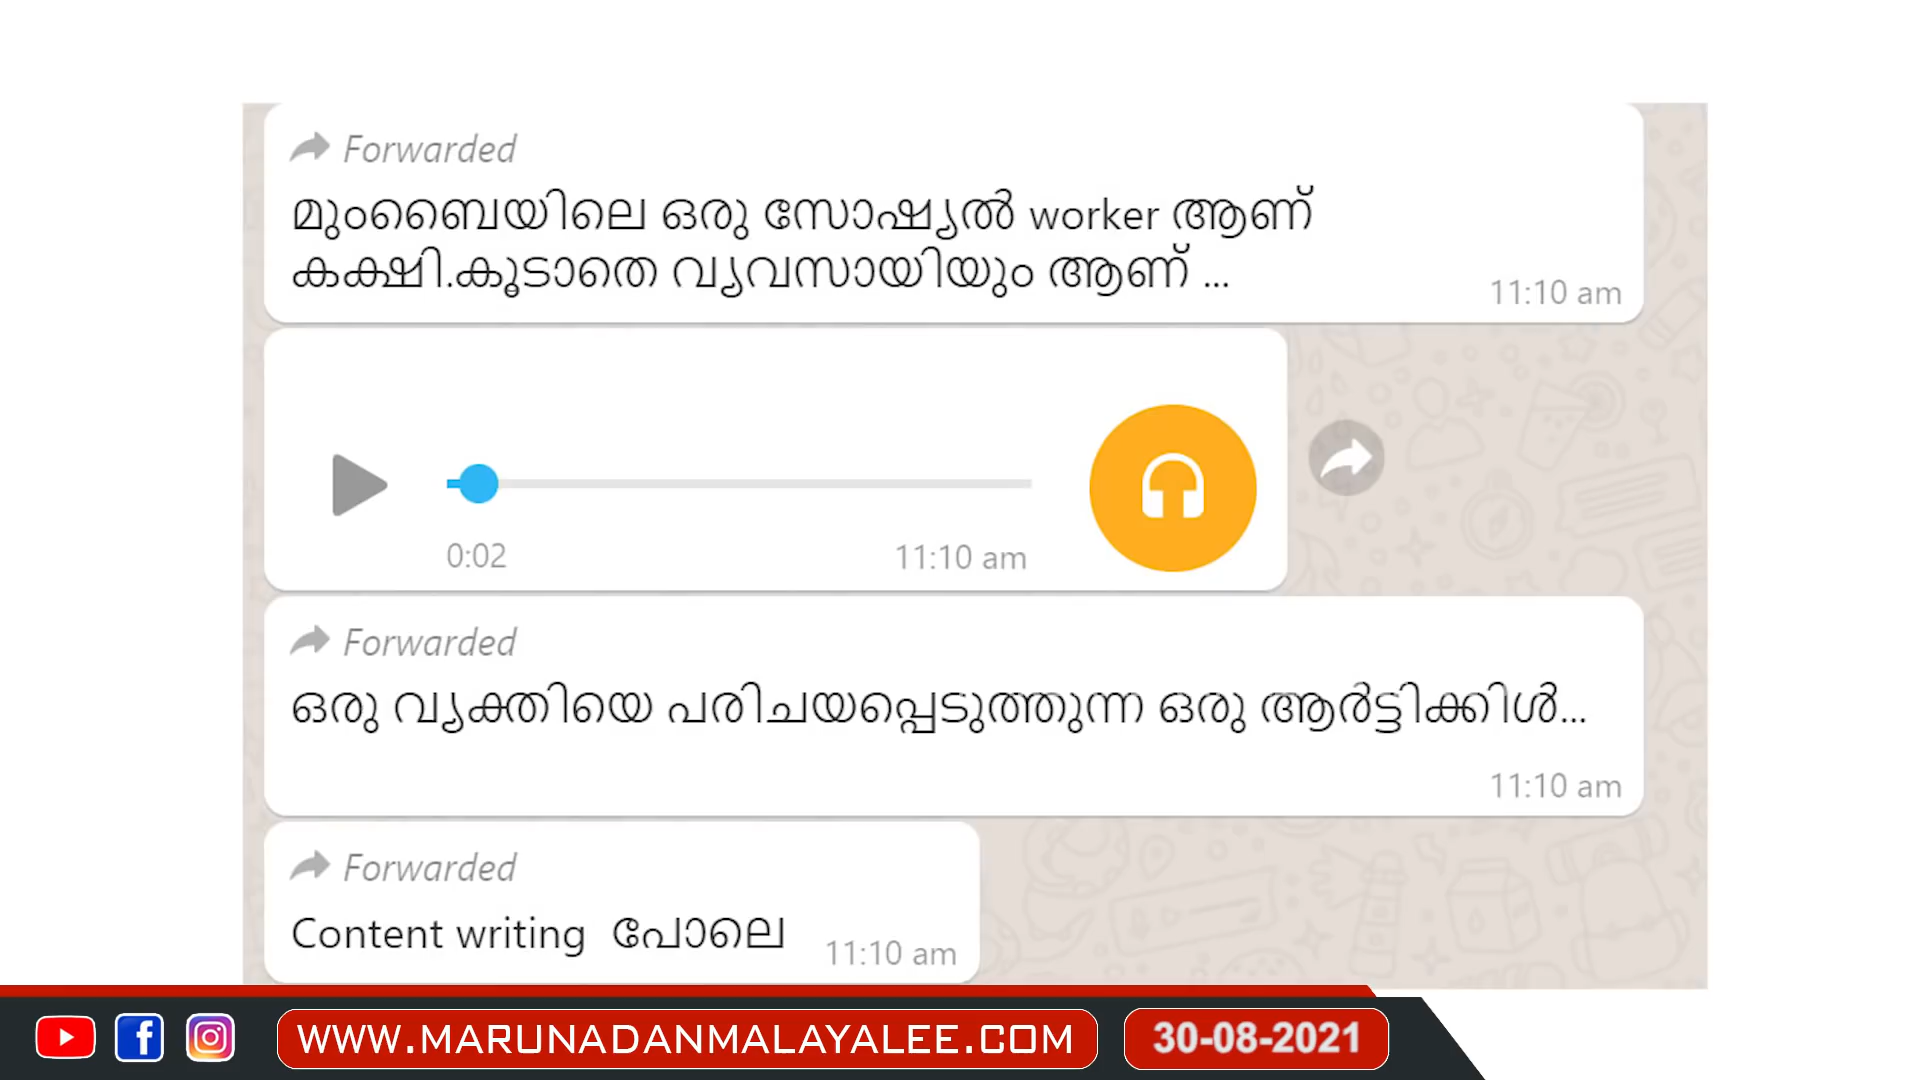 Forwarded
മുംബൈയിലെ ഒരു സോഷ്യൽ worker ആണ്
കക്ഷി.കൂടാതെ വ്യവസായിയും ആണ് ...
11:10 am
0:02
11:10 am
Forwarded
ഒരു വ്യക്തിയെ പരിചയപ്പെടുത്തുന്ന ഒരു ആർട്ടിക്കിൾ...
11:10 am
Forwarded
Content writing പോലെ
11:10 am
WWW.MARUNADANMALAYALEE.COM
30-08-2021